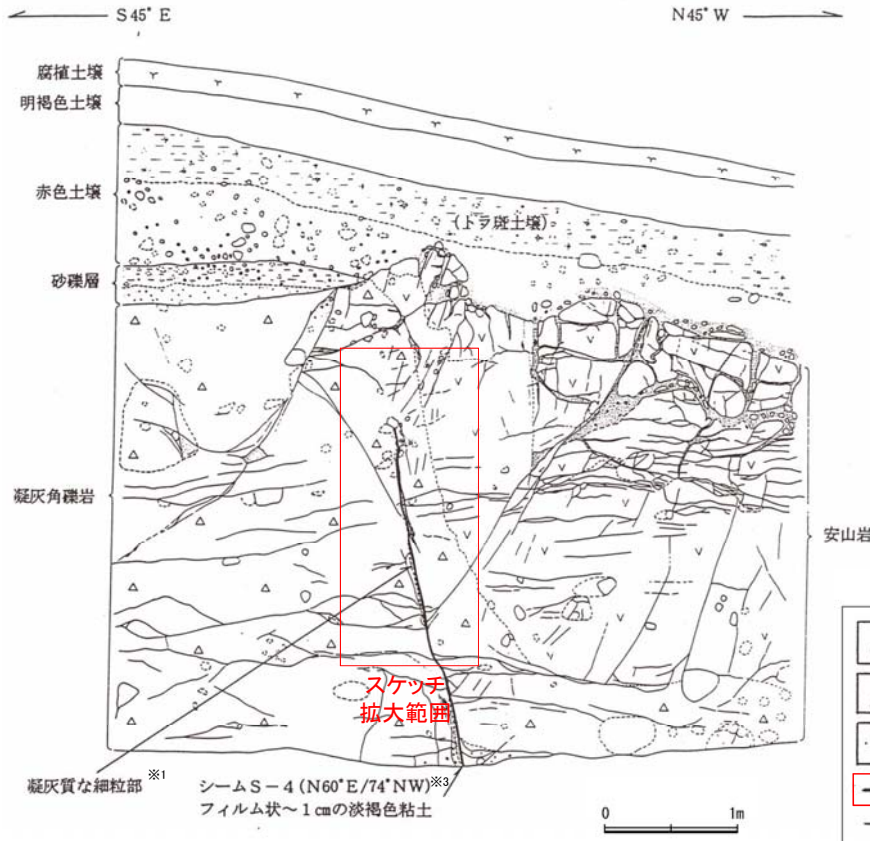 S45°E
N45°W
腐植土壌
明褐色土壌
赤色土壌
(トラ斑土壌)
砂礫層
凝灰角礫岩
安山岩
スケッチ
拡大範囲
凝灰質な細粒部 ※1
シームS-4 (N60°E/74°NW)※3
フィルム状～1㎝の淡褐色粘土
0 1m